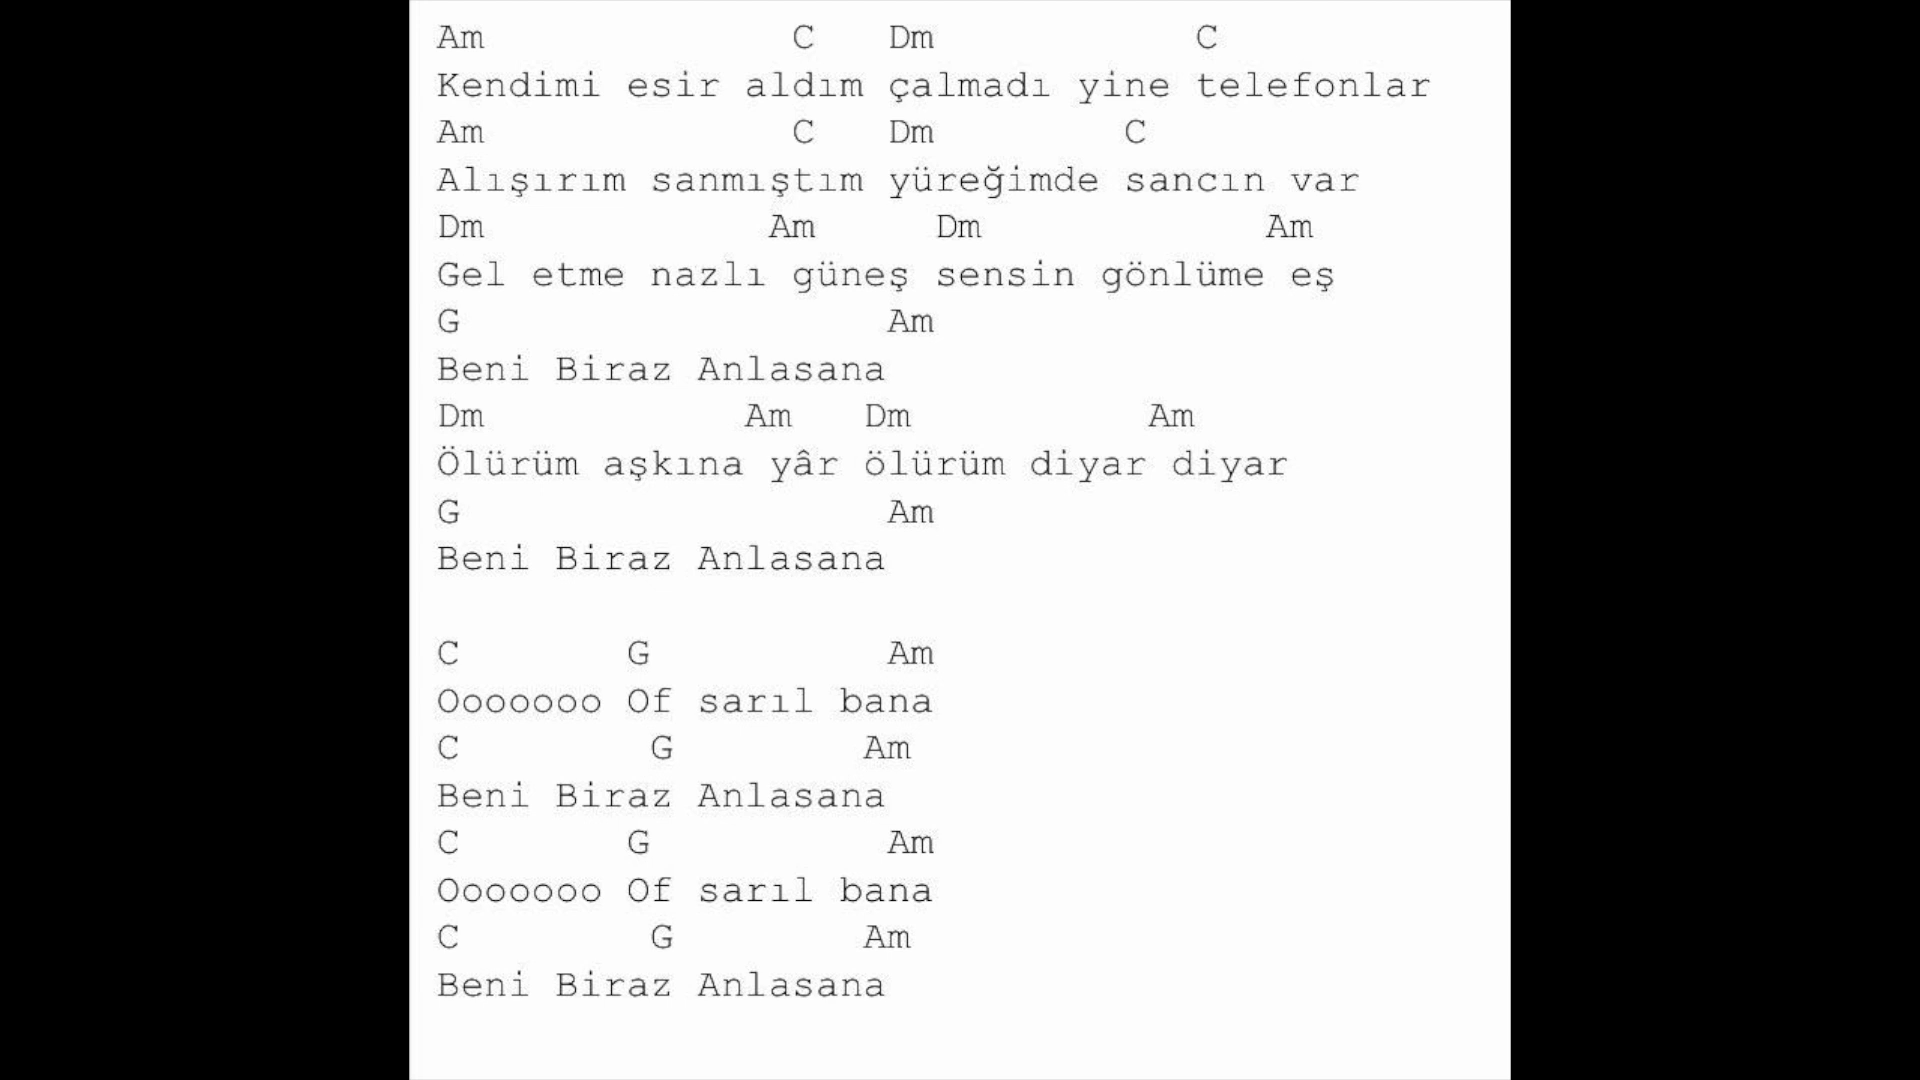 Am             C   Dm           C
Kendimi esir aldım çalmadı yine telefonlar
Am             C   Dm        C
Alışırım sanmıştım yüreğimde sancın var
Dm            Am     Dm            Am
Gel etme nazlı güneş sensin gönlüme eş
G                  Am
Beni Biraz Anlasana
Dm           Am   Dm          Am
Ölürüm aşkına yâr ölürüm diyar diyar
G                  Am
Beni Biraz Anlasana
C       G          Am
Ooooooo Of sarıl bana
C        G        Am
Beni Biraz Anlasana
C       G          Am
Ooooooo Of sarıl bana
C        G        Am
Beni Biraz Anlasana